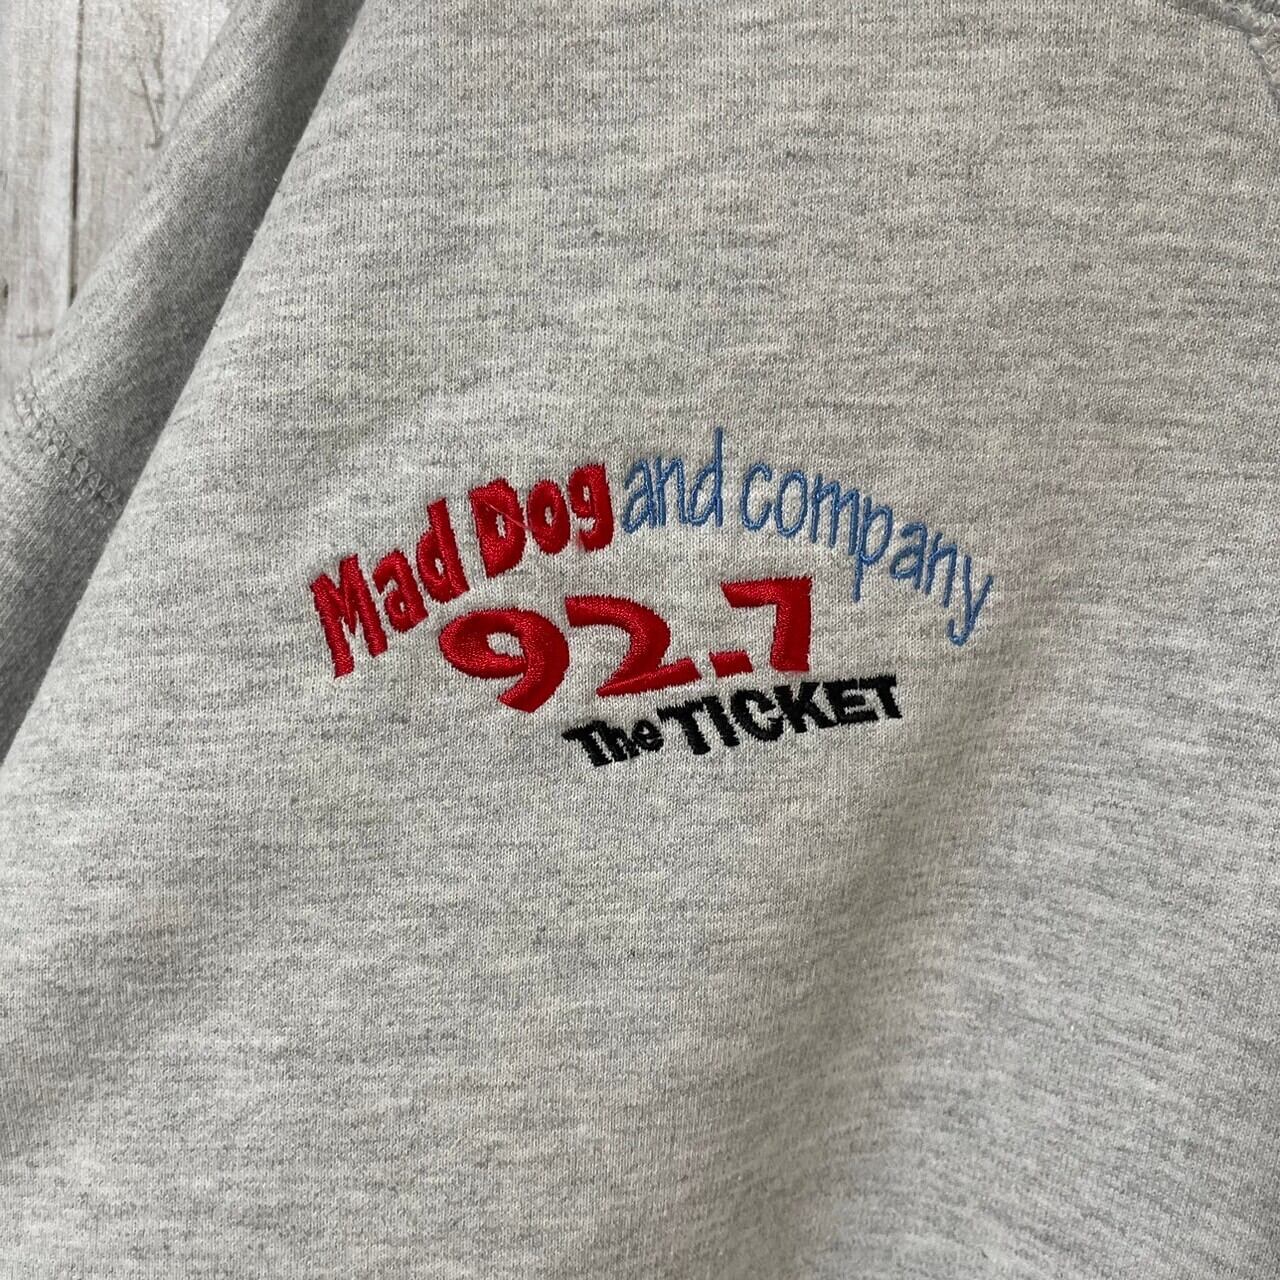 Mad Dog and company
92.7
The TICKET